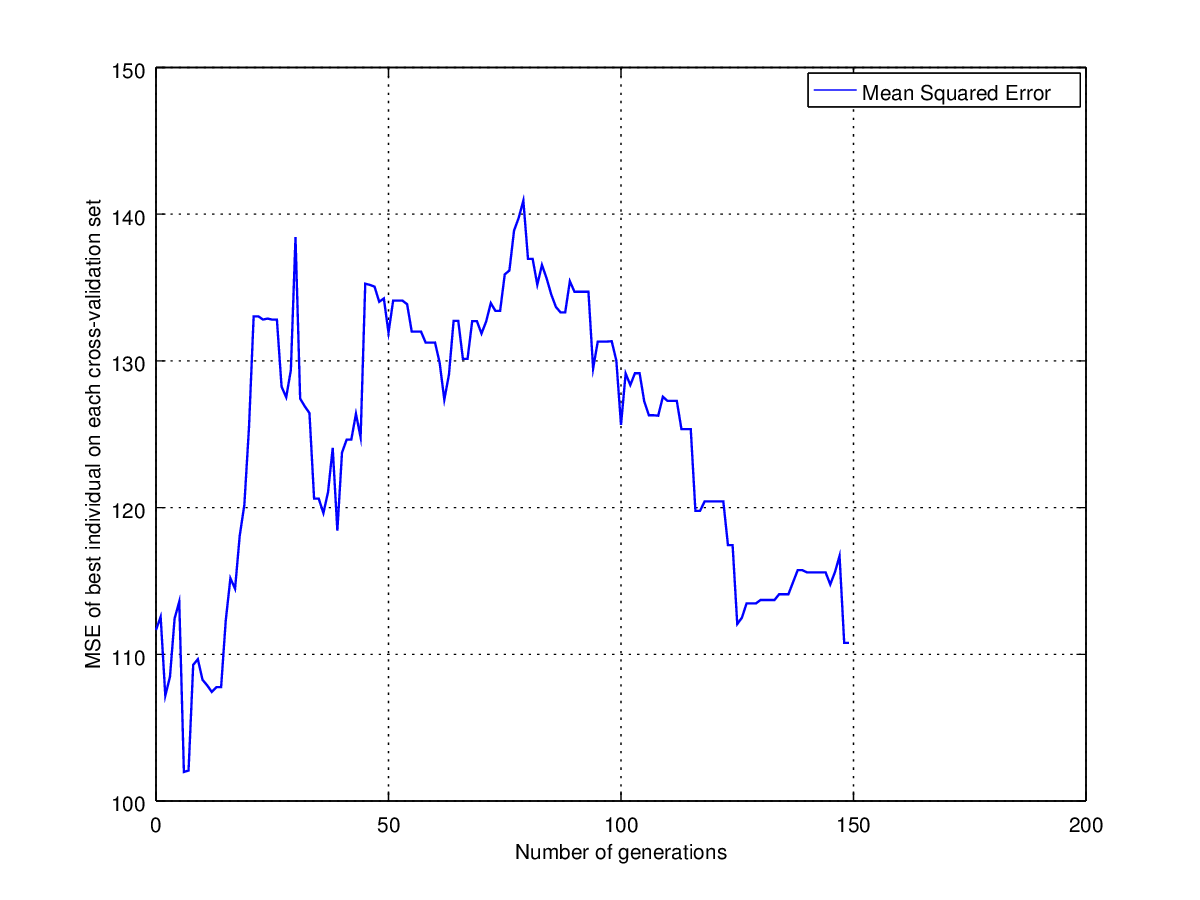 Mean Squared Error
150
140
130
120
110
100
MSE of best individual on each cross-validation set
0 50 100 150 200
Number of generations